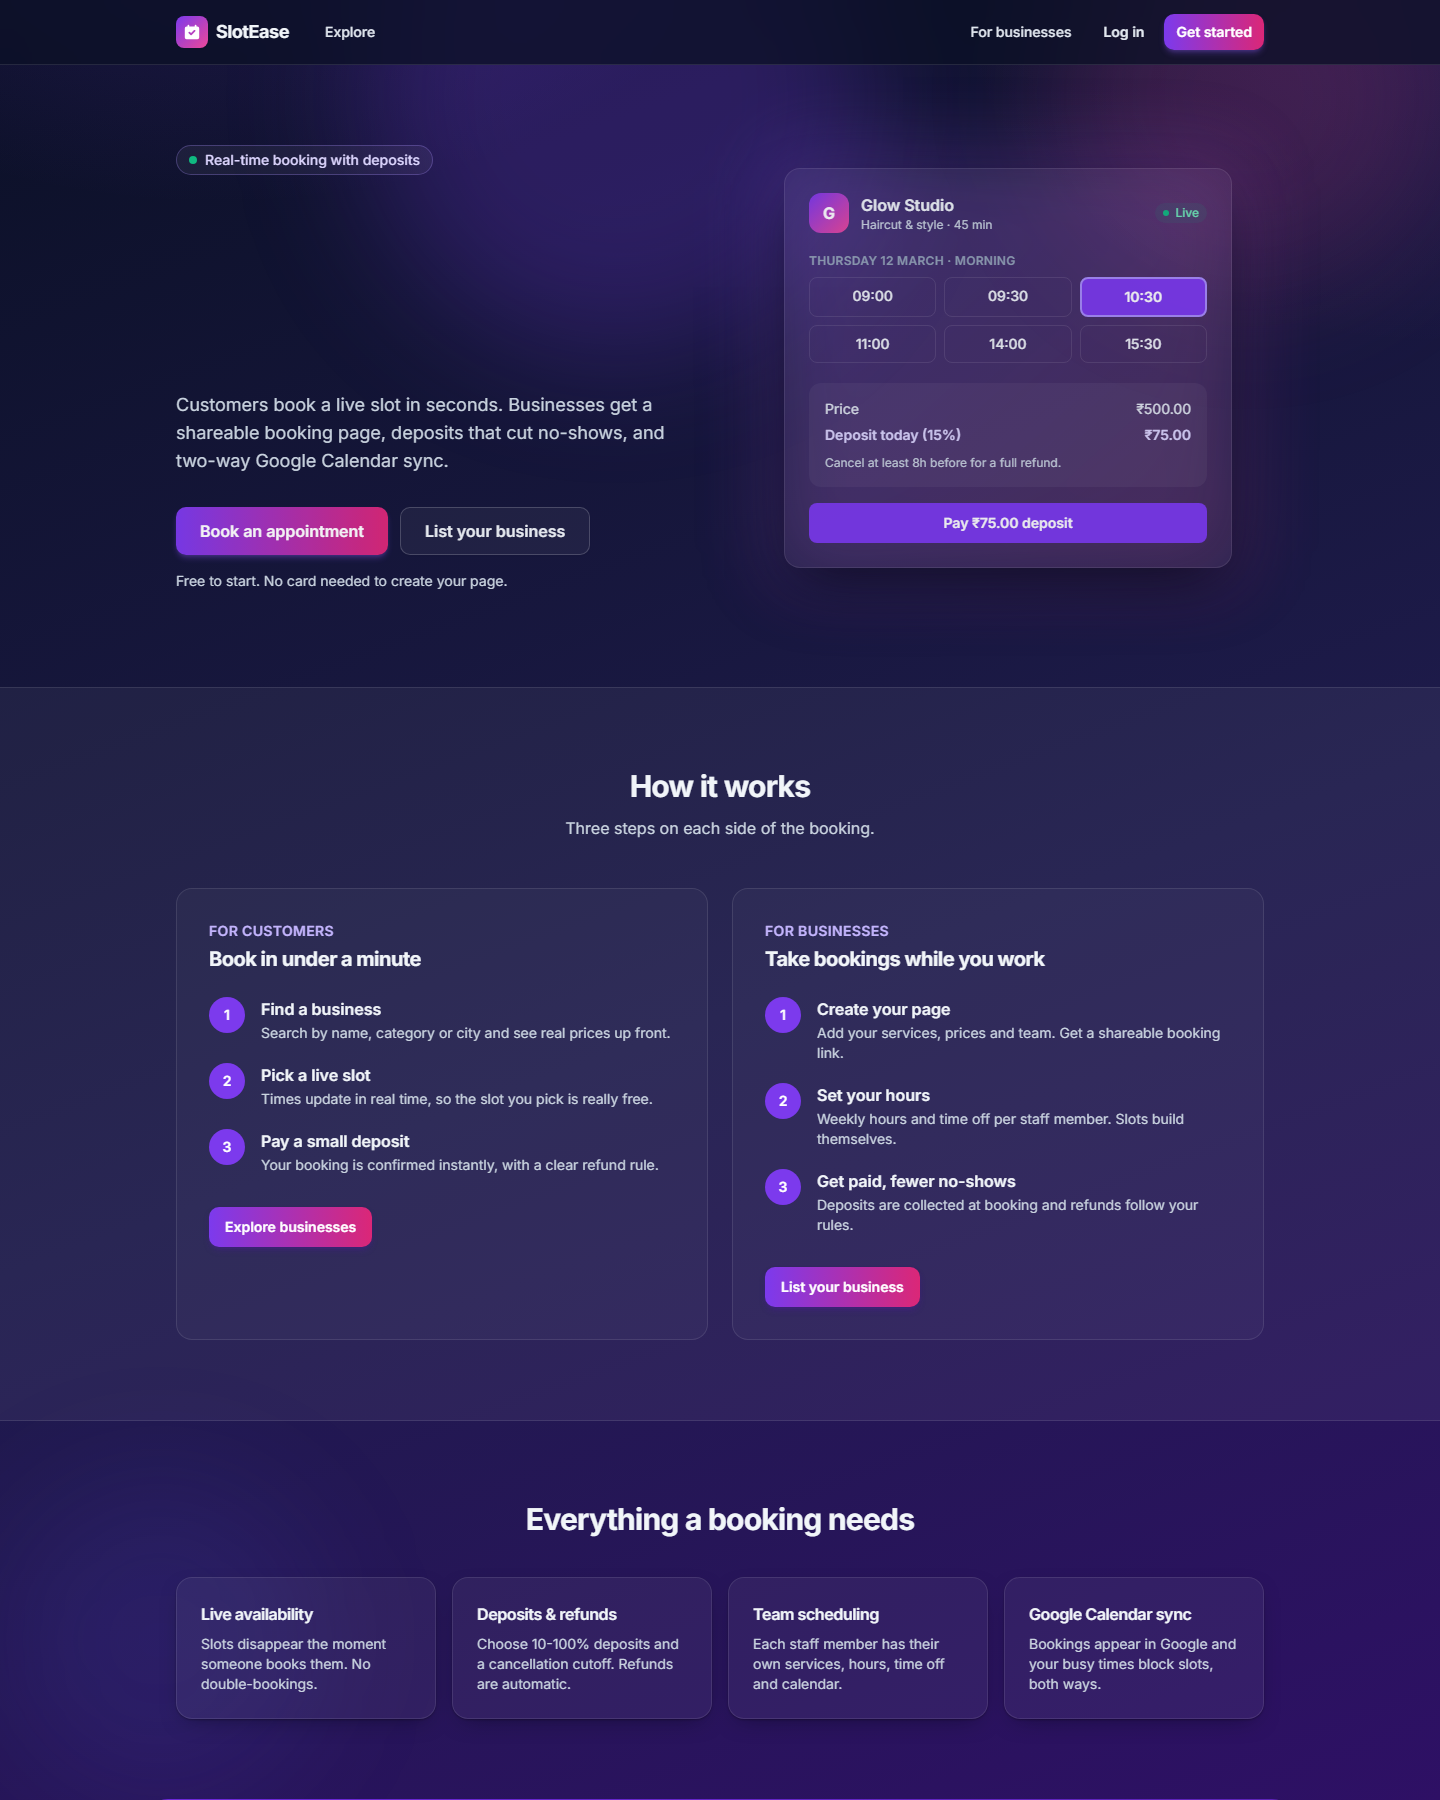 SlotEase
Explore
For businesses
Log in
Get started
Real-time booking with deposits
Customers book a live slot in seconds. Businesses get a
shareable booking page, deposits that cut no-shows, and
two-way Google Calendar sync.
Book an appointment
List your business
Free to start. No card needed to create your page.
G
Glow Studio
Haircut & style · 45 min
Live
THURSDAY 12 MARCH · MORNING
09:00
09:30
10:30
11:00
14:00
15:30
Price
₹500.00
Deposit today (15%)
₹75.00
Cancel at least 8h before for a full refund.
Pay ₹75.00 deposit
How it works
Three steps on each side of the booking.
FOR CUSTOMERS
Book in under a minute
1
Find a business
Search by name, category or city and see real prices up front.
2
Pick a live slot
Times update in real time, so the slot you pick is really free.
3
Pay a small deposit
Your booking is confirmed instantly, with a clear refund rule.
Explore businesses
FOR BUSINESSES
Take bookings while you work
1
Create your page
Add your services, prices and team. Get a shareable booking
link.
2
Set your hours
Weekly hours and time off per staff member. Slots build
themselves.
3
Get paid, fewer no-shows
Deposits are collected at booking and refunds follow your
rules.
List your business
Everything a booking needs
Live availability
Slots disappear the moment
someone books them. No
double-bookings.
Deposits & refunds
Choose 10-100% deposits and
a cancellation cutoff. Refunds
are automatic.
Team scheduling
Each staff member has their
own services, hours, time off
and calendar.
Google Calendar sync
Bookings appear in Google and
your busy times block slots,
both ways.